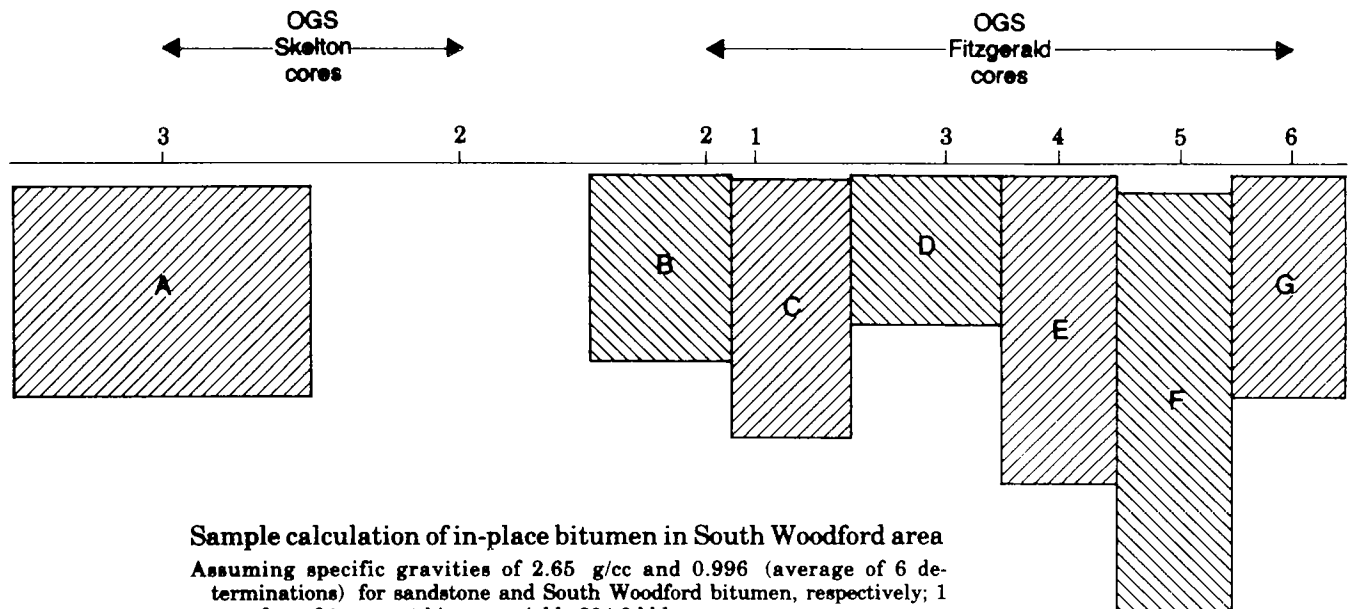 OGS
Skelton
cores
OGS
Fitzgerald
cores
3 2 2 1 3 4 5 6
A
B
C
D
E
F
G
Sample calculation of in-place bitumen in South Woodford area
Assuming specific gravities of 2.65 g/cc and 0.996 (average of 6 de-
terminations) for sandstone and South Woodford bitumen, respectively; 1